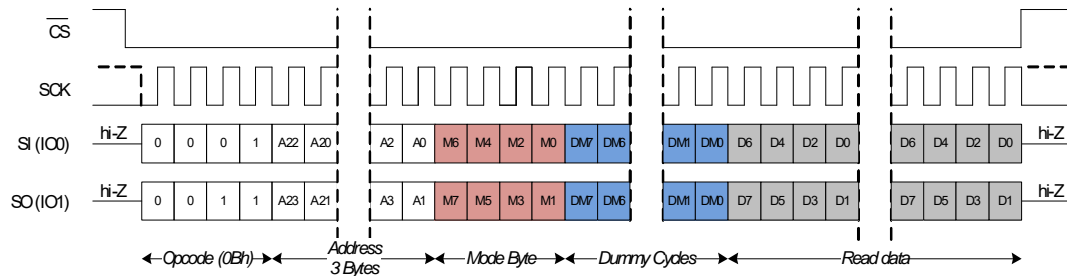 CS
SCK
SI (IO0) hi-Z 0 0 0 1 A22 A20 A2 A0 M6 M4 M2 M0 DM7 DM6 DM1 DM0 D6 D4 D2 D0 D6 D4 D2 D0 hi-Z
SO (IO1) hi-Z 0 0 1 1 A23 A21 A3 A1 M7 M5 M3 M1 DM7 DM6 DM1 DM0 D7 D5 D3 D1 D7 D5 D3 D1 hi-Z
Opcode (0Bh) Address Mode Byte Dummy Cycles Read data
3 Bytes